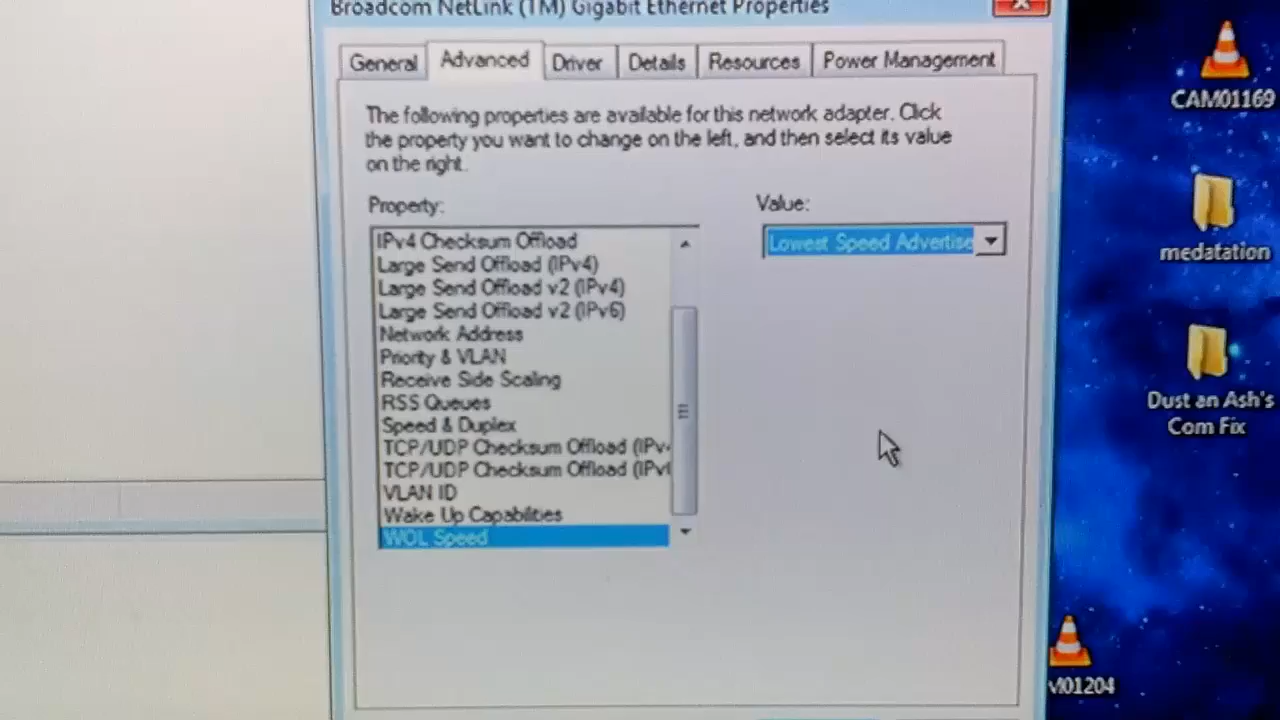 Broadcom NetLink (TM) Gigabit Ethernet Properties
General
Advanced
Driver
Details
Resources
Power Management
The following properties are available for this network adapter. Click
the property you want to change on the left, and then select its value
on the right.
Property:
Value:
IPv4 Checksum Offload
Large Send Offload (IPv4)
Large Send Offload v2 (IPv4)
Large Send Offload v2 (IPv6)
Network Address
Priority & VLAN
Receive Side Scaling
RSS Queues
Speed & Duplex
TCP/UDP Checksum Offload (IPv4
TCP/UDP Checksum Offload (IPv6
VLAN ID
Wake Up Capabilities
WOL Speed
Lowest Speed Advertise
CAM01169
medatation
Dust an Ash's
Com Fix
M01204